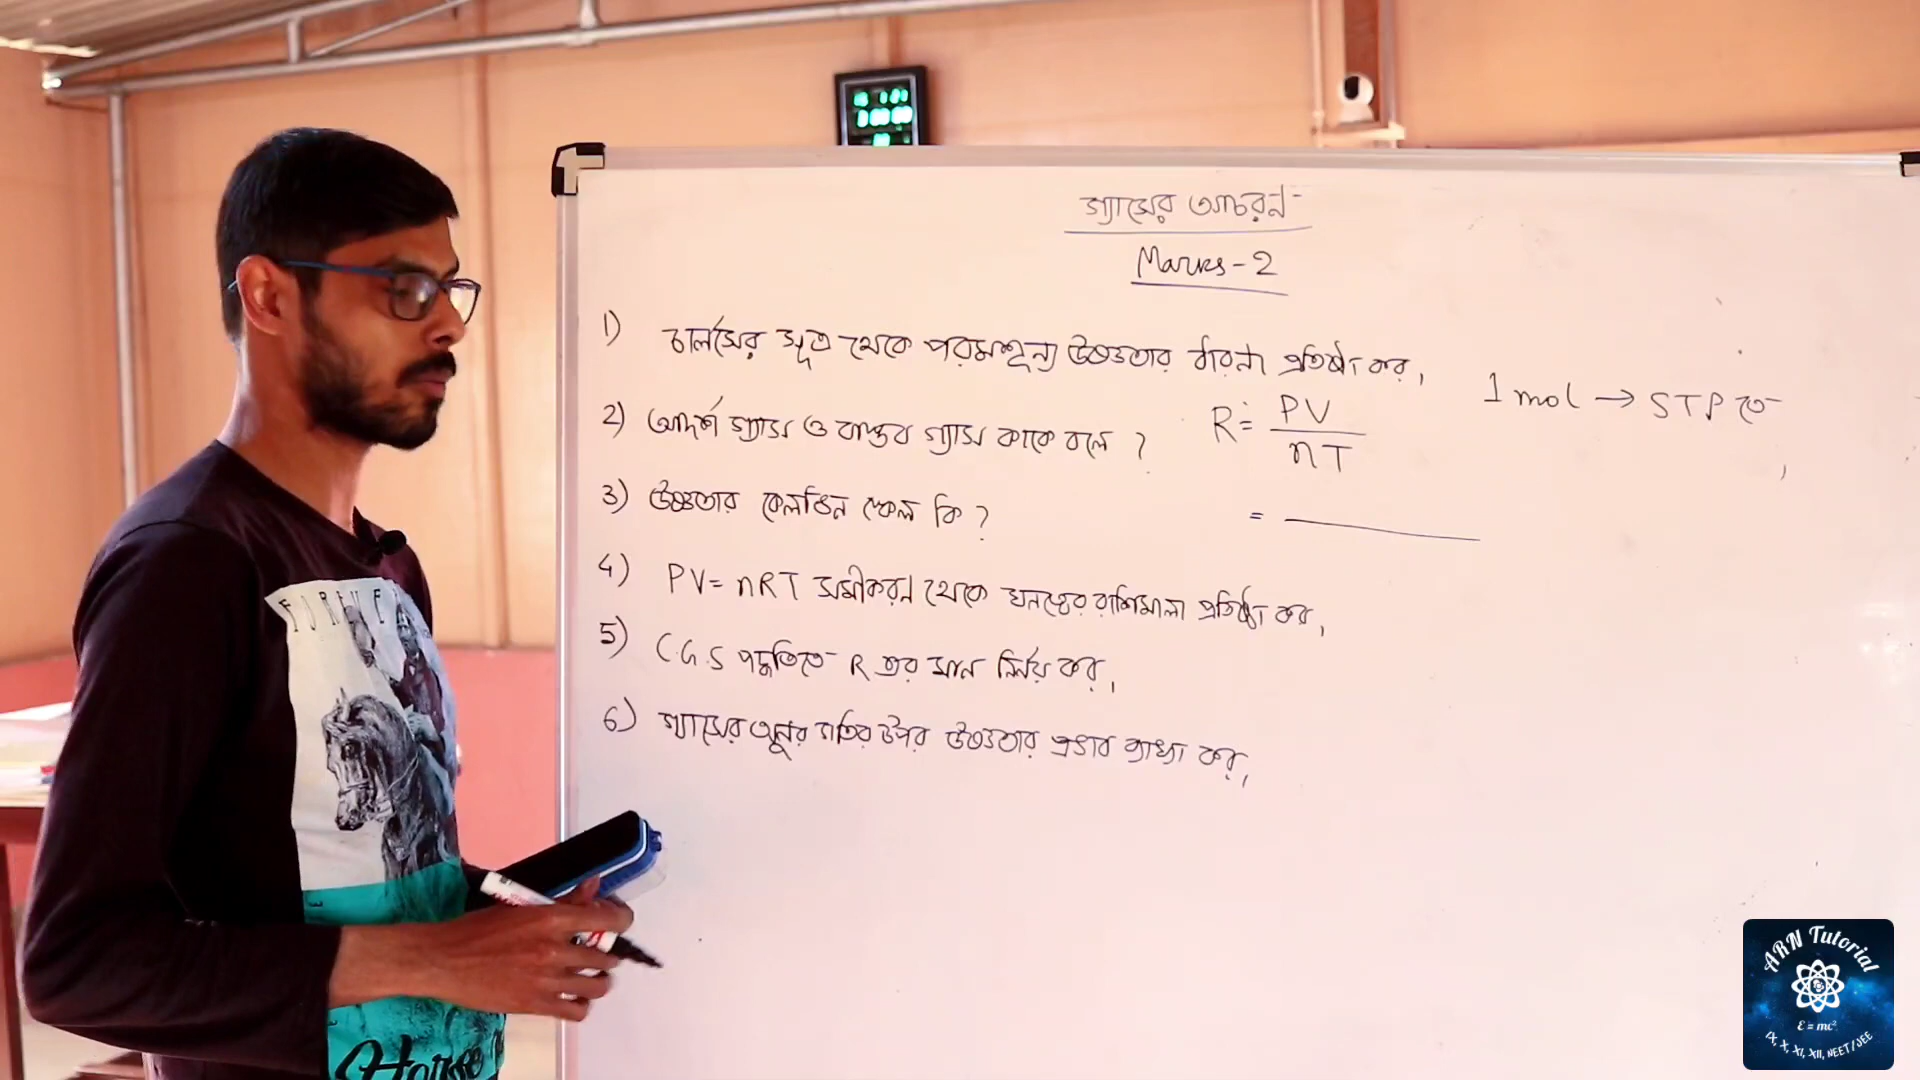 গ্যাসের আচরন
Marks - 2
1) চার্লসের সূত্র থেকে পরমশূন্য উষ্ণতার ধারনা প্রতিষ্ঠা কর,
2) আদর্শ গ্যাস ও বাস্তব গ্যাস কাকে বলে ?
3) উষ্ণতার কেলভিন স্কেল কি ?
4) PV = nRT সমীকরন থেকে ঘনত্বের রাশিমালা প্রতিষ্ঠা কর,
5) C.G.S পদ্ধতিতে R এর মান নির্নয় কর,
6) গ্যাসের অনুর গতির উপর উষ্ণতার প্রভাব ব্যাখ্যা কর,
R = PV / nT
=
1 mol → STP তে
ARN Tutorial
E = mc²
IX, X, XI, XII, NEET/JEE